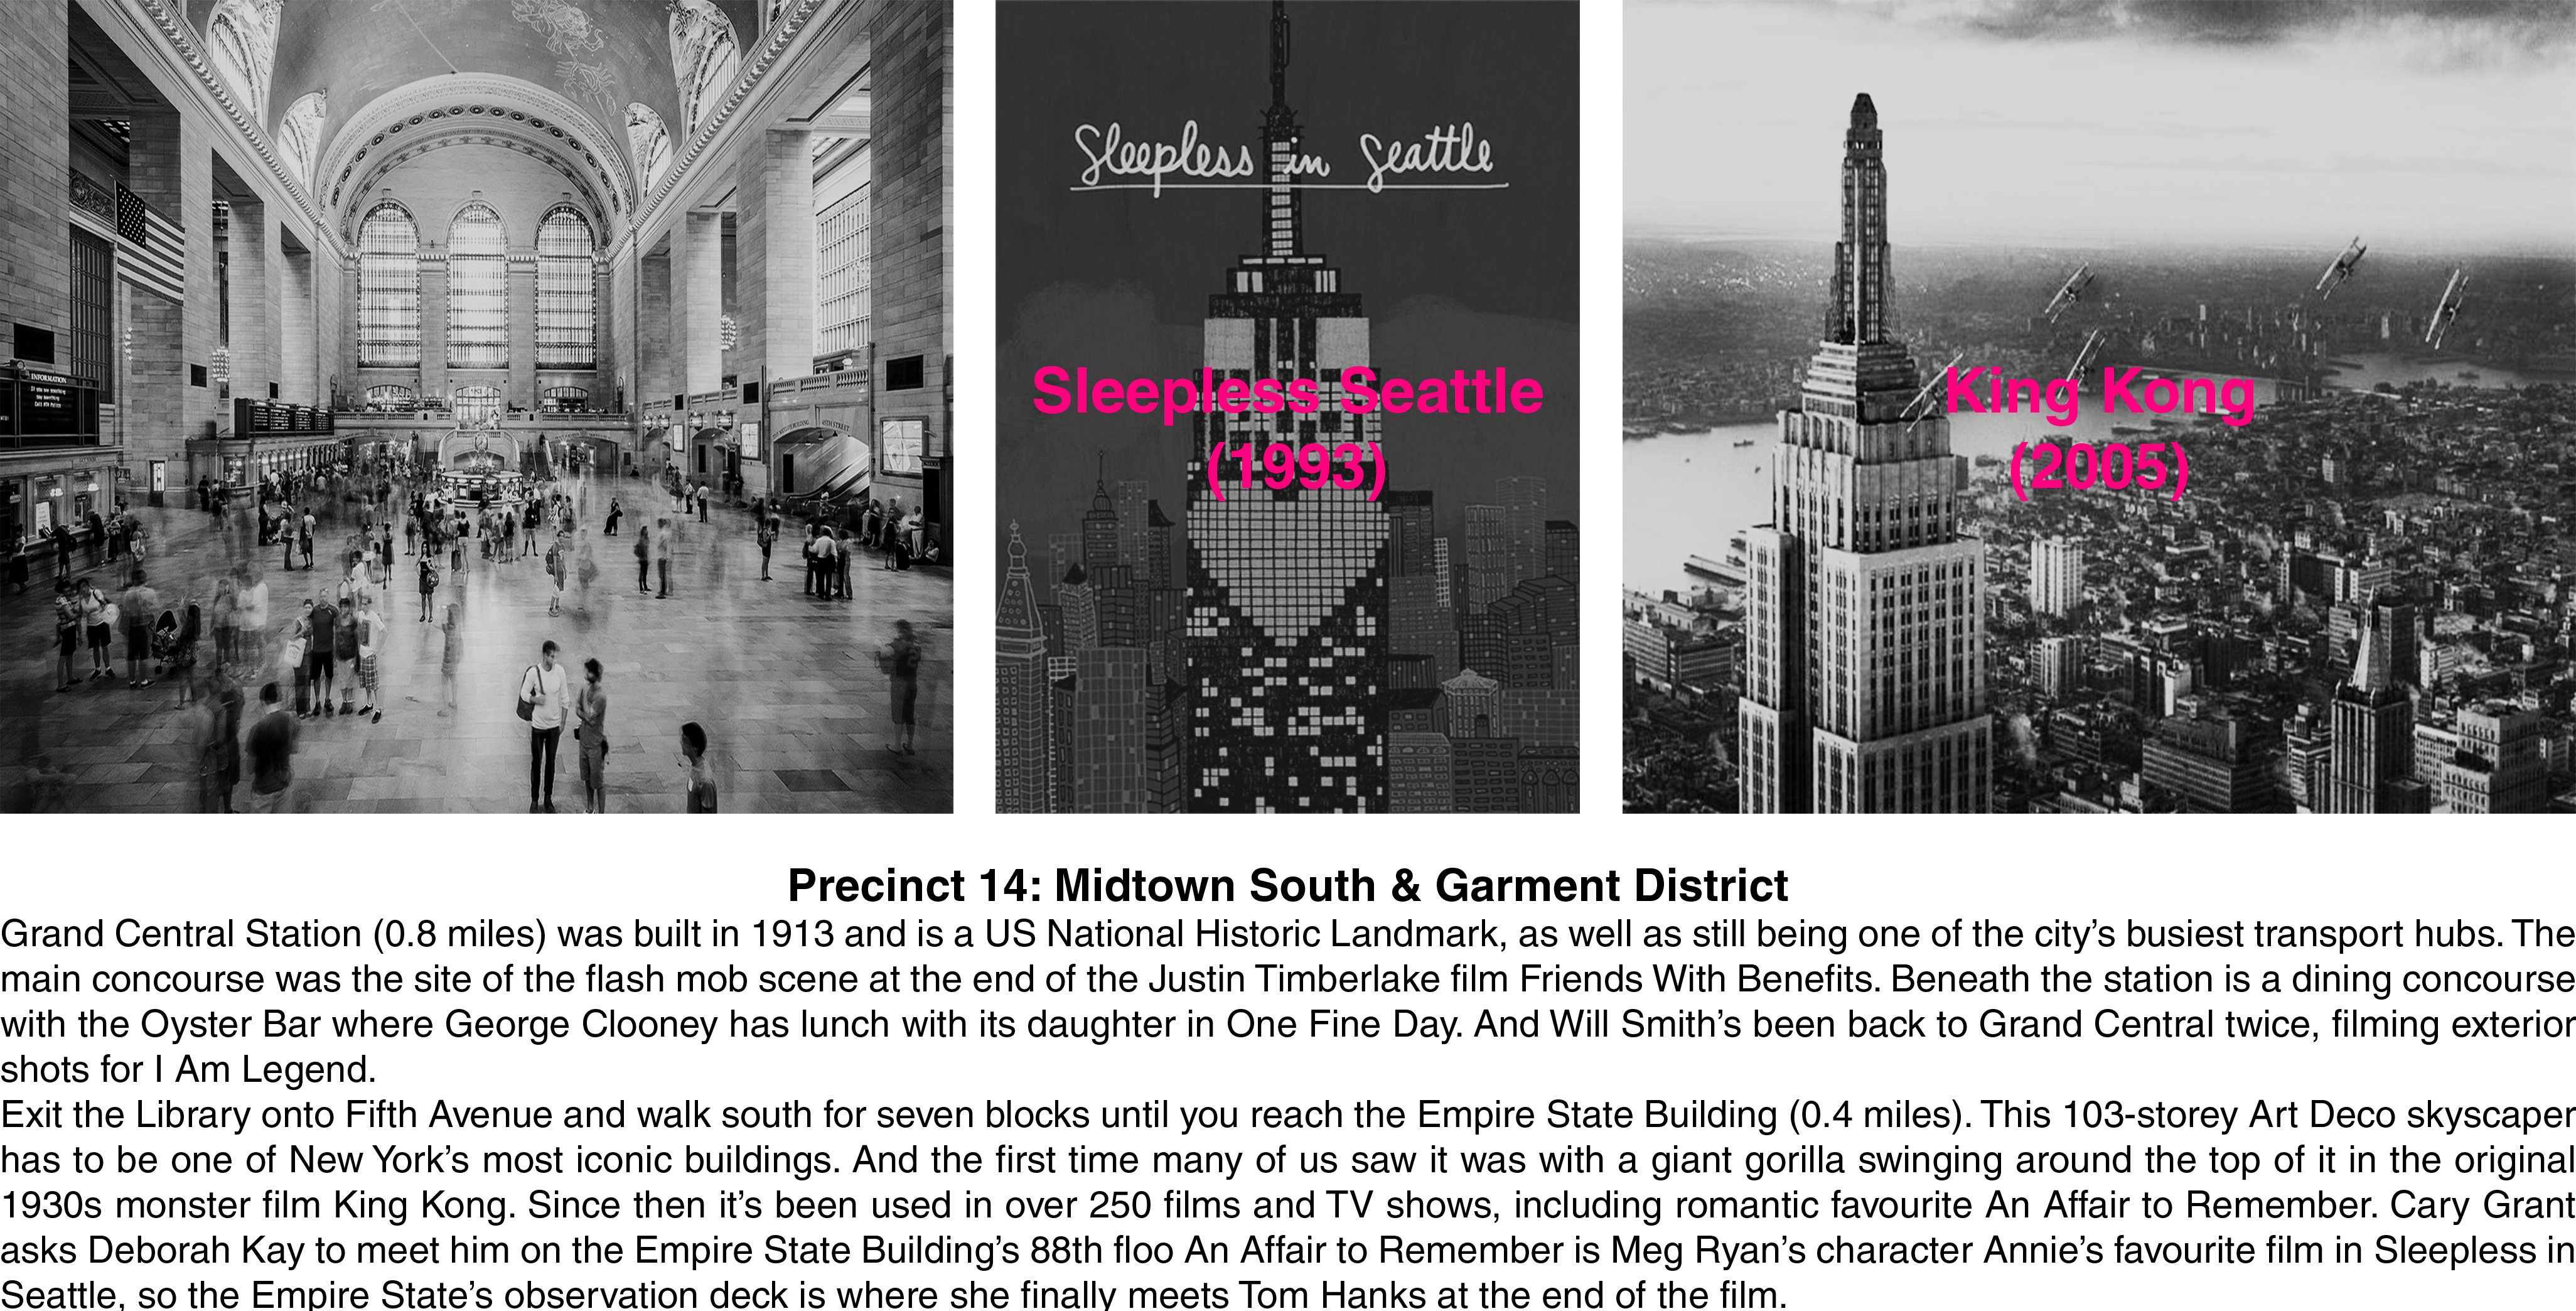 INFORMATION
42ND STREET
Sleepless in Seattle
Sleepless Seattle
(1993)
King Kong
(2005)
Precinct 14: Midtown South & Garment District
Grand Central Station (0.8 miles) was built in 1913 and is a US National Historic Landmark, as well as still being one of the city’s busiest transport hubs. The
main concourse was the site of the flash mob scene at the end of the Justin Timberlake film Friends With Benefits. Beneath the station is a dining concourse
with the Oyster Bar where George Clooney has lunch with its daughter in One Fine Day. And Will Smith’s been back to Grand Central twice, filming exterior
shots for I Am Legend.
Exit the Library onto Fifth Avenue and walk south for seven blocks until you reach the Empire State Building (0.4 miles). This 103-storey Art Deco skyscaper
has to be one of New York’s most iconic buildings. And the first time many of us saw it was with a giant gorilla swinging around the top of it in the original
1930s monster film King Kong. Since then it’s been used in over 250 films and TV shows, including romantic favourite An Affair to Remember. Cary Grant
asks Deborah Kay to meet him on the Empire State Building’s 88th floo An Affair to Remember is Meg Ryan’s character Annie’s favourite film in Sleepless in
Seattle, so the Empire State’s observation deck is where she finally meets Tom Hanks at the end of the film.